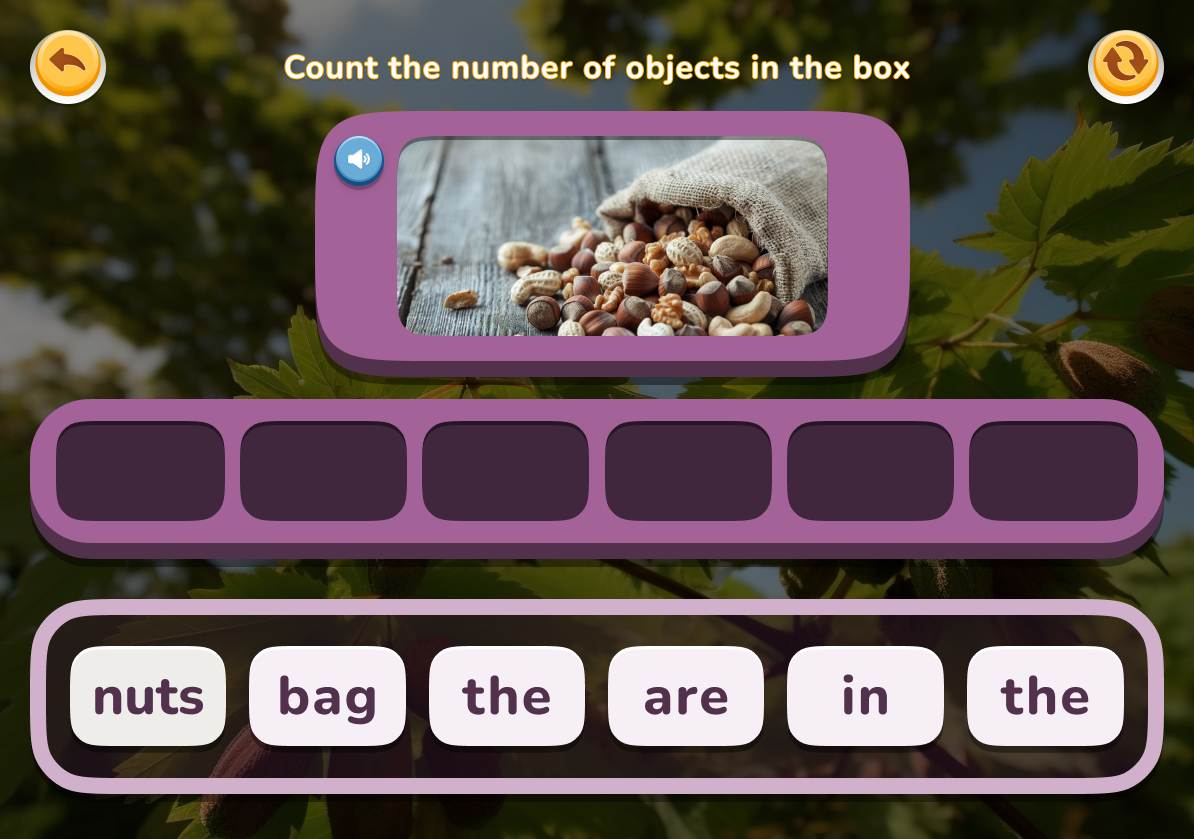 Count the number of objects in the box
nuts bag the are in the